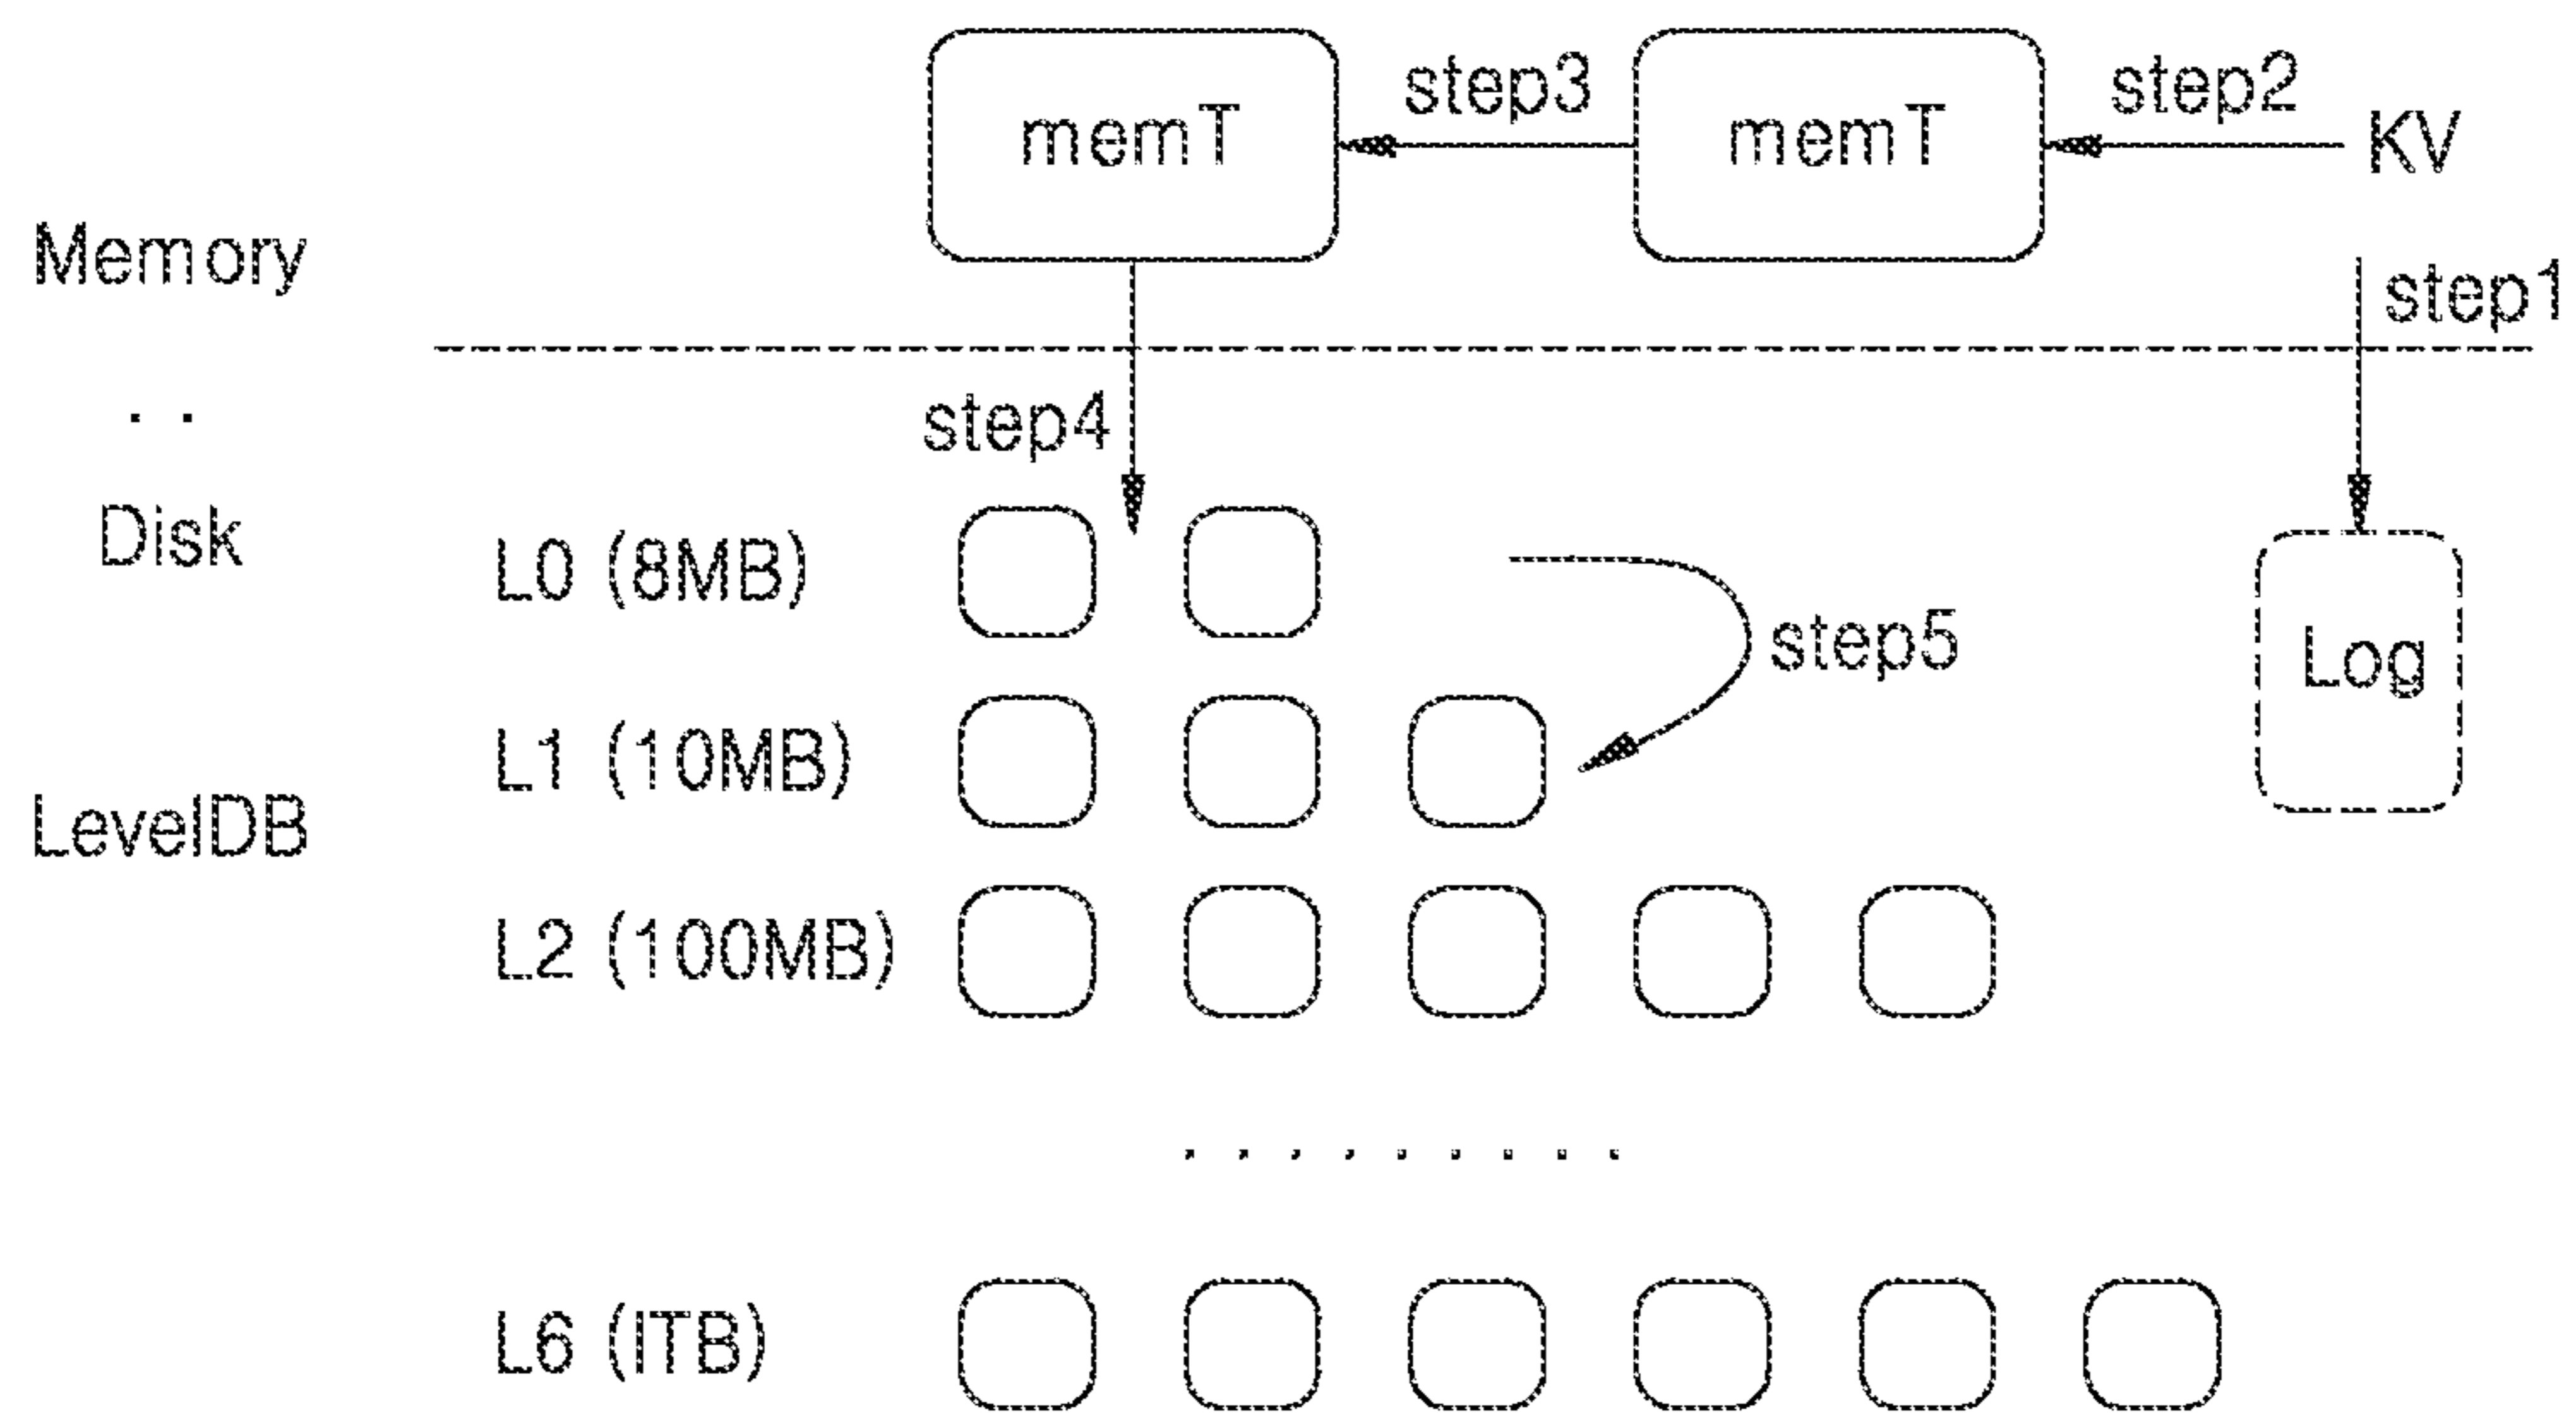 step3
step2
memT
memT
KV
Memory
step1
step4
Disk
L0 (8MB)
step5
Log
L1 (10MB)
LevelDB
L2 (100MB)
L6 (ITB)